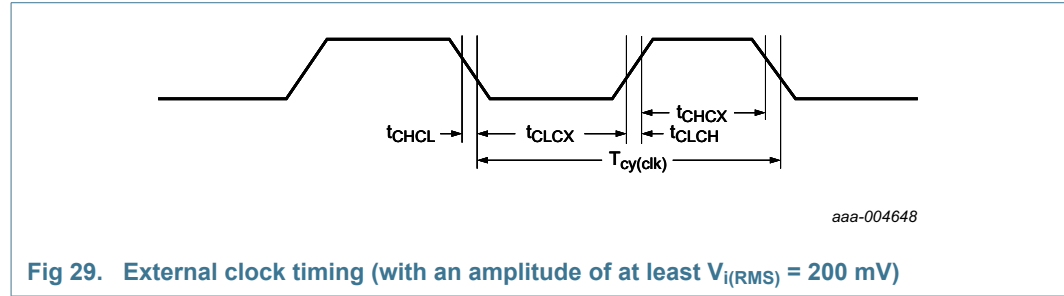 tCHCX
tCHCL tCLCX tCLCH
Tcy(clk)
aaa-004648
Fig 29. External clock timing (with an amplitude of at least Vi(RMS) = 200 mV)